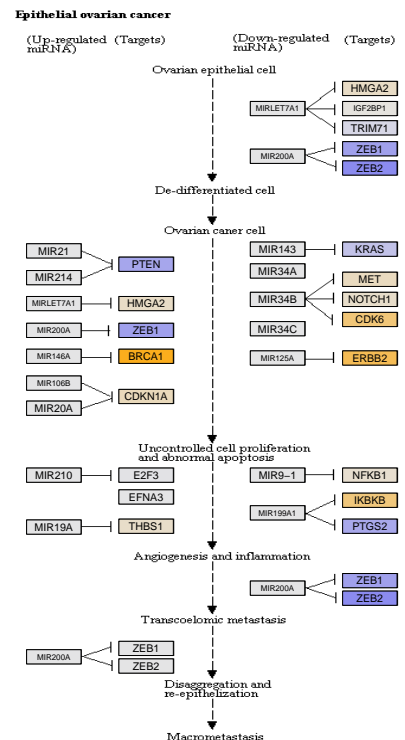 Epithelial ovarian cancer
(Up-regulated miRNA) (Targets)
(Down-regulated miRNA) (Targets)
Ovarian epithelial cell
MIRLET7A1
HMGA2
IGF2BP1
TRIM71
MIR200A
ZEB1
ZEB2
De-differentiated cell
Ovarian caner cell
MIR21
MIR214
PTEN
MIRLET7A1
HMGA2
MIR200A
ZEB1
MIR146A
BRCA1
MIR106B
MIR20A
CDKN1A
MIR143
KRAS
MIR34A
MIR34B
MIR34C
MET
NOTCH1
CDK6
MIR125A
ERBB2
Uncontrolled cell proliferation
and abnormal apoptosis
MIR210
E2F3
EFNA3
MIR19A
THBS1
MIR9-1
NFKB1
MIR199A1
IKBKB
PTGS2
Angiogenesis and inflammation
MIR200A
ZEB1
ZEB2
Transcoelomic metastasis
MIR200A
ZEB1
ZEB2
Disaggregation and
re-epithelization
Macrometastasis